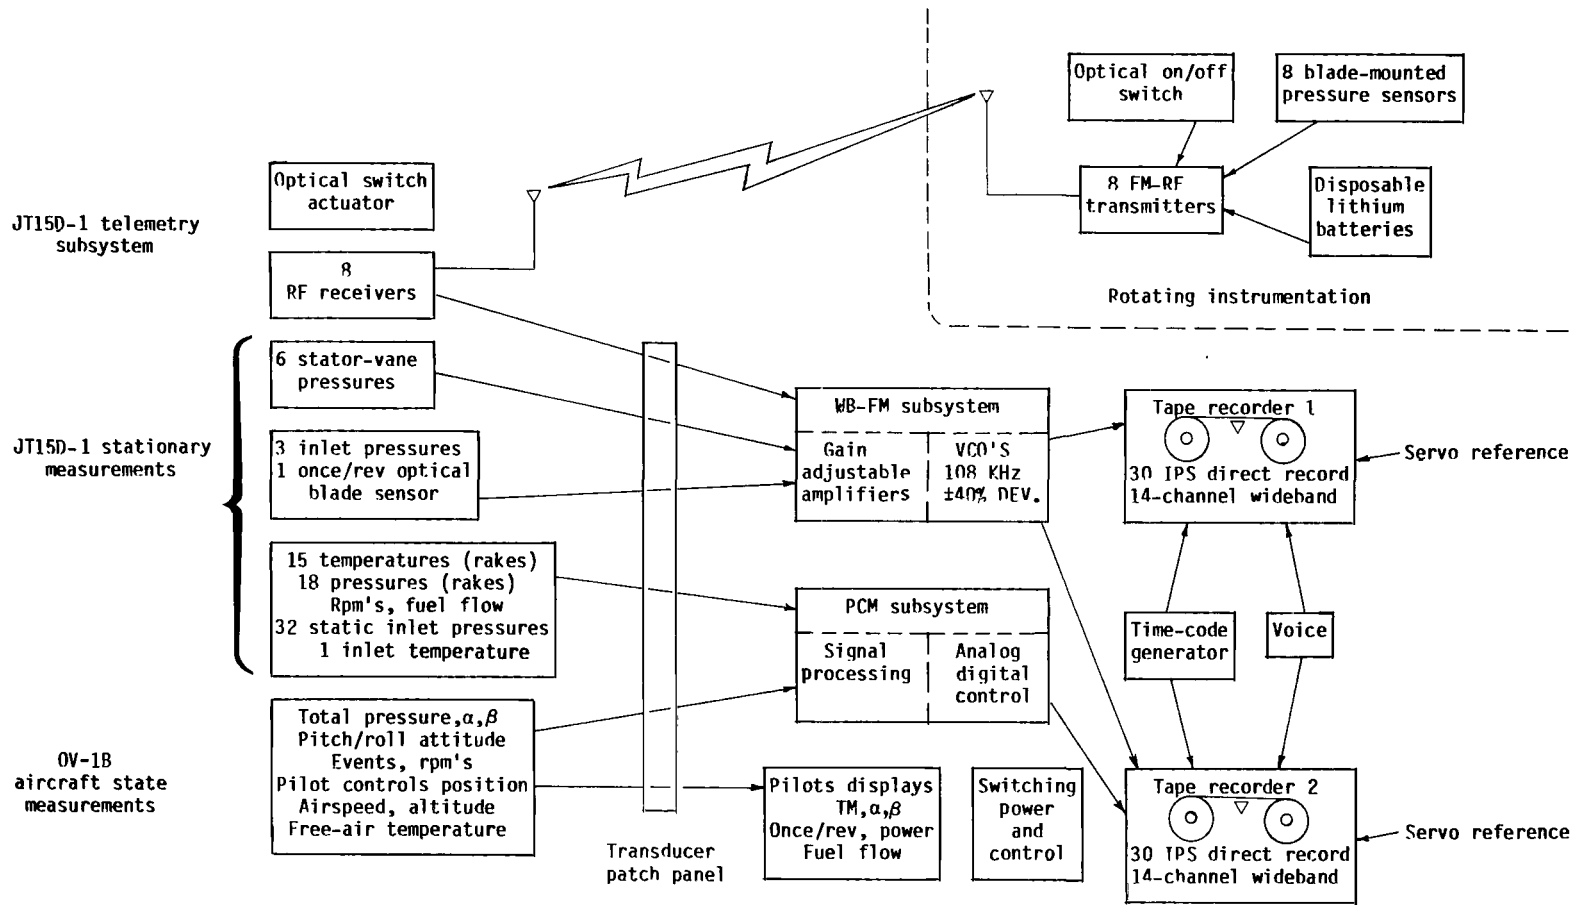 Optical on/off
switch
8 blade-mounted
pressure sensors
8 FM-RF
transmitters
Disposable
lithium
batteries
Rotating instrumentation
JT15D-1 telemetry
subsystem
Optical switch
actuator
8
RF receivers
JT15D-1 stationary
measurements
6 stator-vane
pressures
3 inlet pressures
1 once/rev optical
blade sensor
15 temperatures (rakes)
18 pressures (rakes)
Rpm's, fuel flow
32 static inlet pressures
1 inlet temperature
OV-1B
aircraft state
measurements
Total pressure,α,β
Pitch/roll attitude
Events, rpm's
Pilot controls position
Airspeed, altitude
Free-air temperature
Transducer
patch panel
WB-FM subsystem
Gain
adjustable
amplifiers
VCO'S
108 KHz
±40% DEV.
PCM subsystem
Signal
processing
Analog
digital
control
Pilots displays
TM,α,β
Once/rev, power
Fuel flow
Switching
power
and
control
Tape recorder 1
30 IPS direct record
14-channel wideband
Servo reference
Time-code
generator
Voice
Tape recorder 2
30 IPS direct record
14-channel wideband
Servo reference